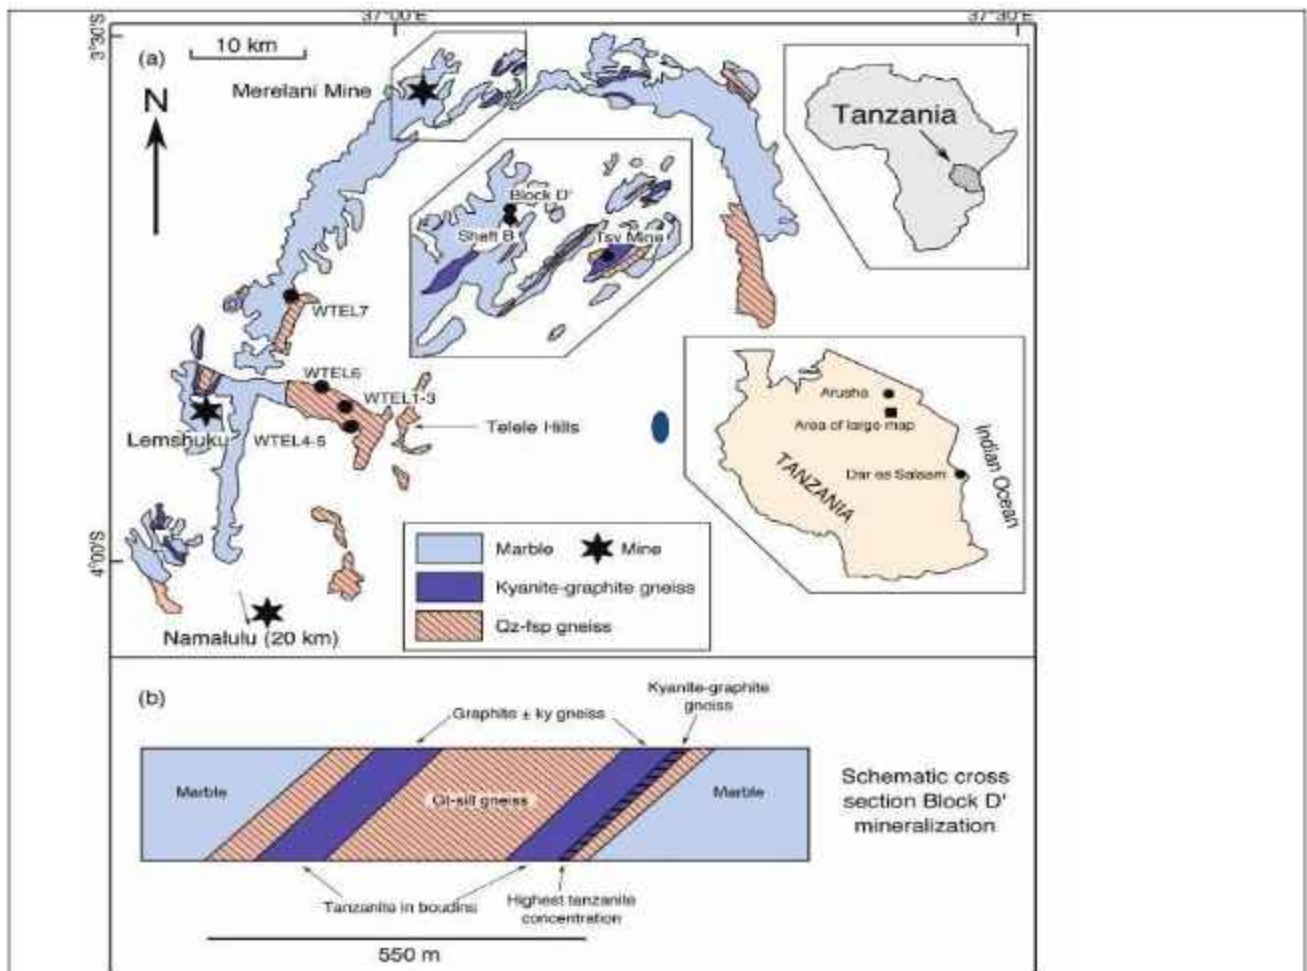 37°00'E
37°30'E
3°30'S
(a)
10 km
Merelani Mine
N
Tanzania
Block D'
Shaft B
Tsv Mine
WTEL7
WTEL6
WTEL1-3
Arusha
Lemshuku
WTEL4-5
Telele Hills
Area of large map
Dar es Salaam
TANZANIA
Indian Ocean
4°00'S
Marble
Mine
Kyanite-graphite gneiss
Qz-fsp gneiss
Namalulu (20 km)
(b)
Kyanite-graphite
gneiss
Graphite ± ky gneiss
Marble
Gt-sill gneiss
Marble
Schematic cross
section Block D'
mineralization
Tanzanite in boudins
Highest tanzanite
concentration
550 m